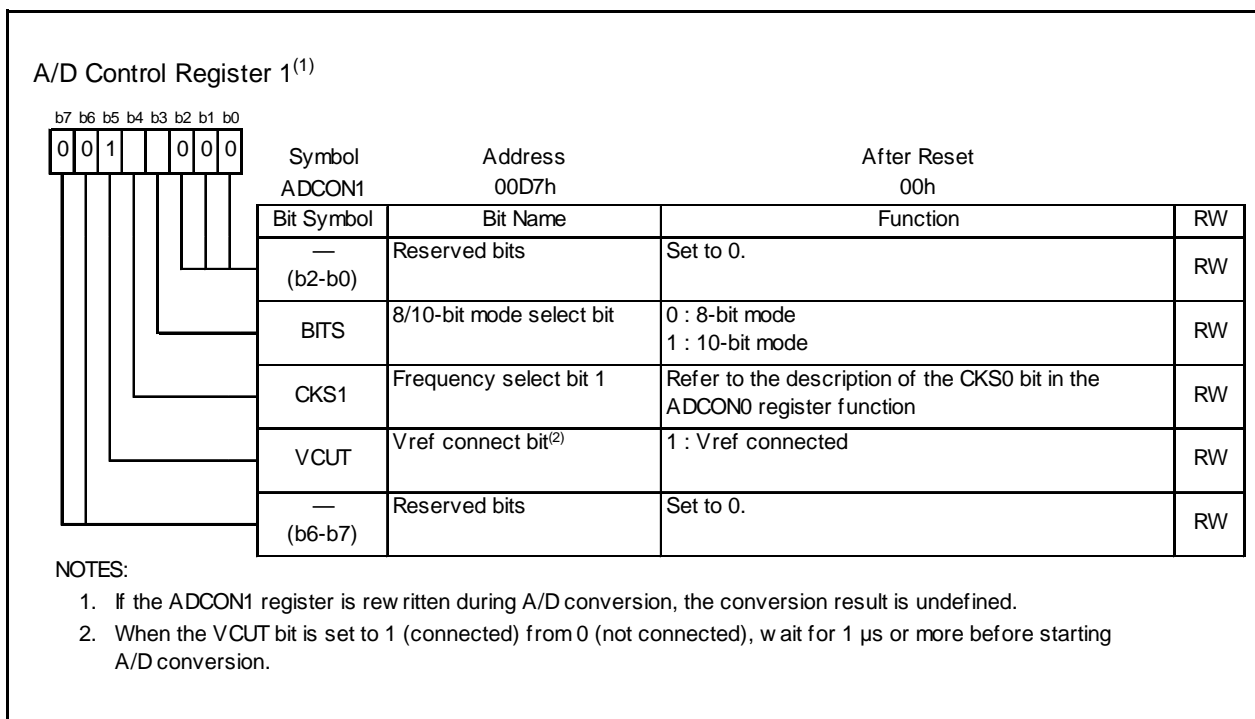 A/D Control Register 1(1)
b7 b6 b5 b4 b3 b2 b1 b0
0 0 1 0 0 0
Symbol Address After Reset
ADCON1 00D7h 00h
Bit Symbol Bit Name Function RW
— (b2-b0) Reserved bits Set to 0. RW
BITS 8/10-bit mode select bit 0 : 8-bit mode
1 : 10-bit mode RW
CKS1 Frequency select bit 1 Refer to the description of the CKS0 bit in the
ADCON0 register function RW
VCUT Vref connect bit(2) 1 : Vref connected RW
— (b6-b7) Reserved bits Set to 0. RW
NOTES:
1. If the ADCON1 register is rewritten during A/D conversion, the conversion result is undefined.
2. When the VCUT bit is set to 1 (connected) from 0 (not connected), wait for 1 µs or more before starting
A/D conversion.